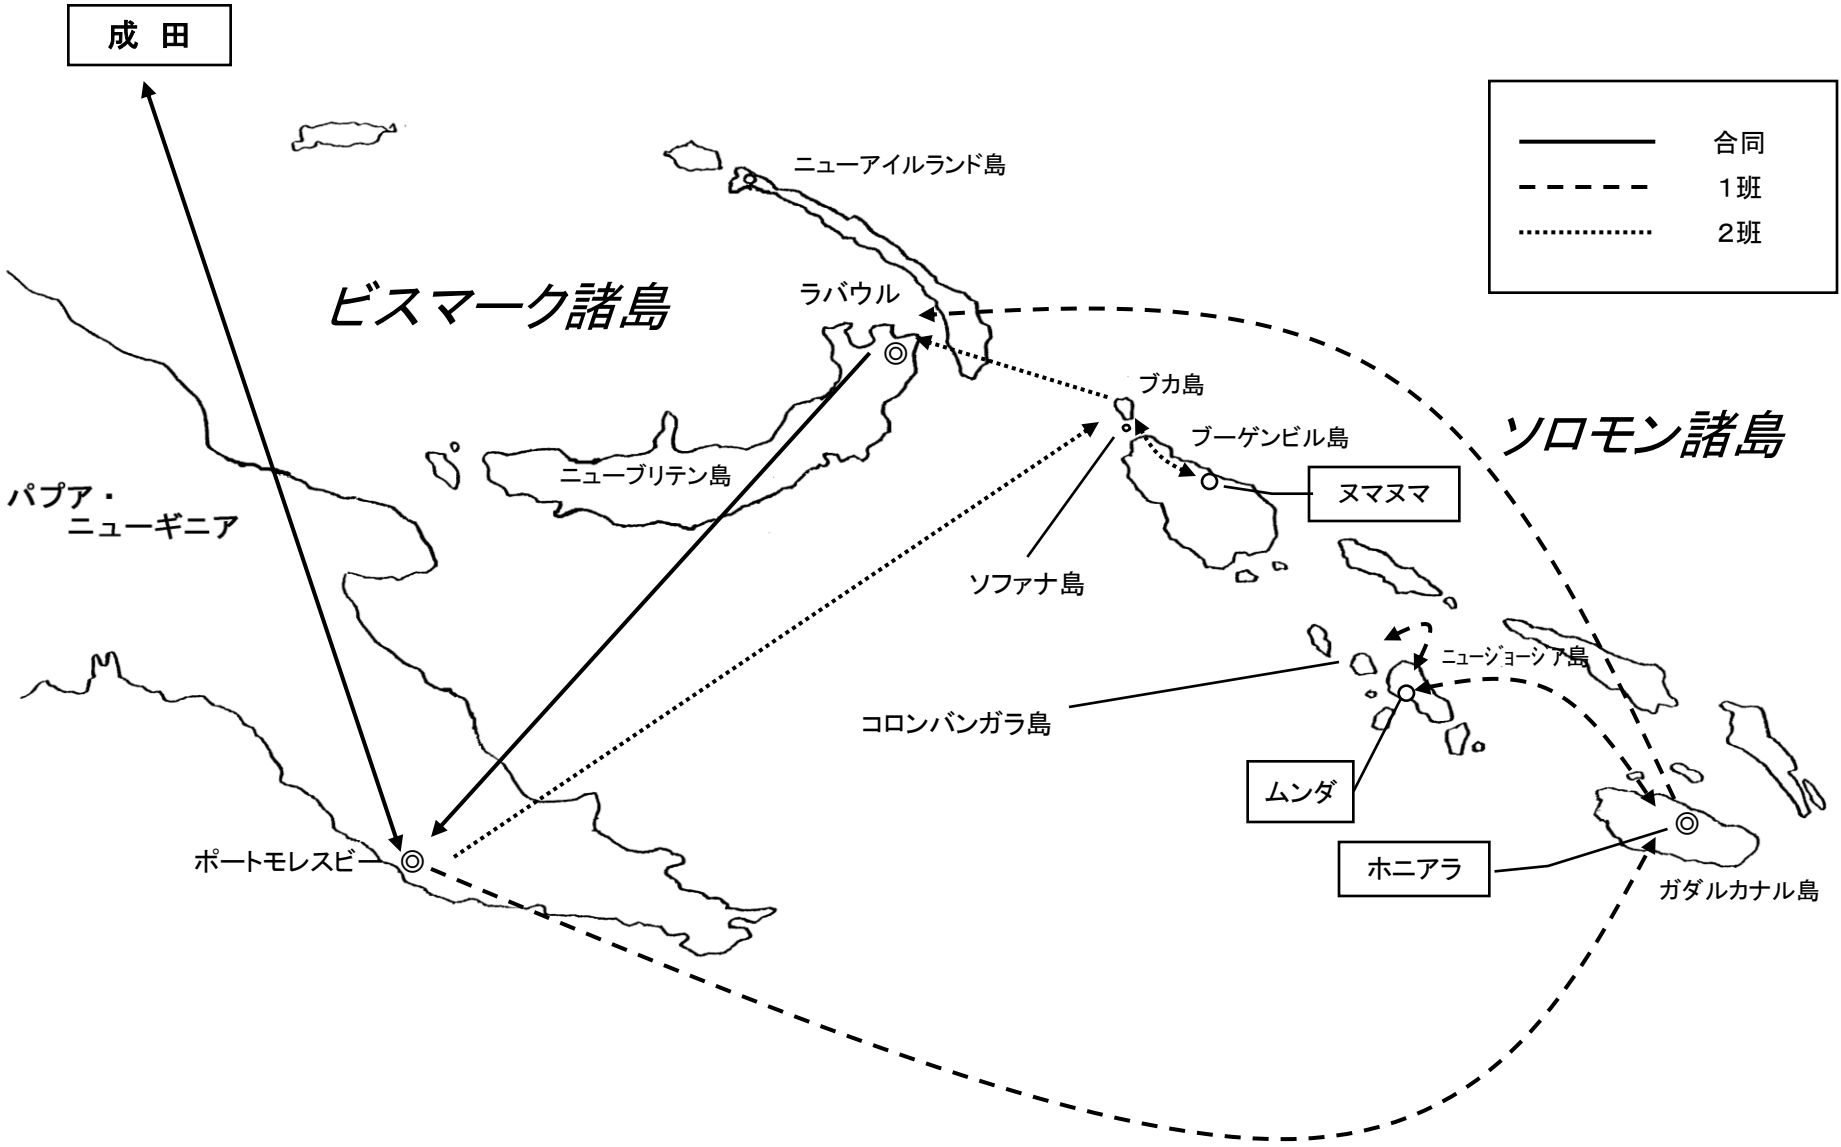 成 田
合同
1班
2班
ニューアイルランド島
ビスマーク諸島
ラバウル
ブカ島
ブーゲンビル島
ソロモン諸島
ニューブリテン島
ヌマヌマ
パプア・
ニューギニア
ソファナ島
ニュージョージア島
コロンバンガラ島
ムンダ
ポートモレスビー
ホニアラ
ガダルカナル島